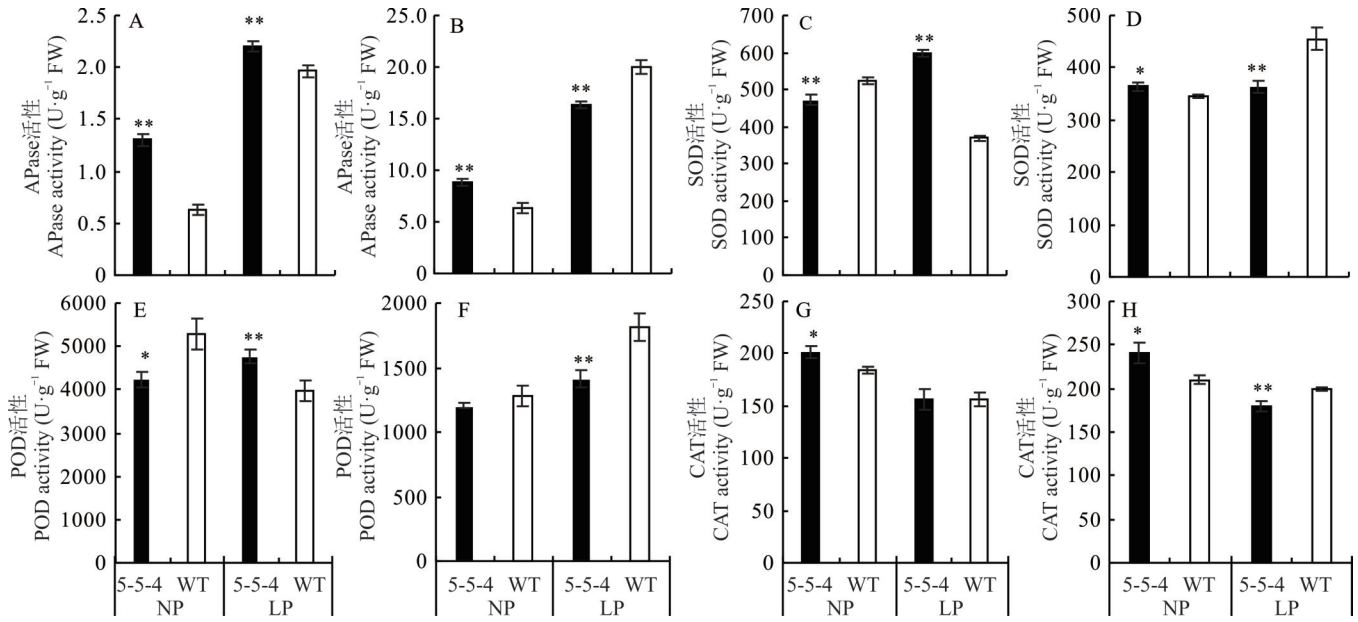 A
APase活性
APase activity (U·g⁻¹ FW)
2.5
2.0
1.5
1.0
0.5
0
**
**
B
APase活性
APase activity (U·g⁻¹ FW)
25.0
20.0
15.0
10.0
5.0
0
**
**
C
SOD活性
SOD activity (U·g⁻¹ FW)
700
600
500
400
300
200
100
0
**
**
D
SOD活性
SOD activity (U·g⁻¹ FW)
500
400
300
200
100
0
*
**
E
POD活性
POD activity (U·g⁻¹ FW)
6000
5000
4000
3000
2000
1000
0
*
**
5-5-4 WT 5-5-4 WT
NP LP
F
POD活性
POD activity (U·g⁻¹ FW)
2000
1500
1000
500
0
**
5-5-4 WT 5-5-4 WT
NP LP
G
CAT活性
CAT activity (U·g⁻¹ FW)
250
200
150
100
50
0
*
5-5-4 WT 5-5-4 WT
NP LP
H
CAT活性
CAT activity (U·g⁻¹ FW)
300
250
200
150
100
50
0
*
**
5-5-4 WT 5-5-4 WT
NP LP